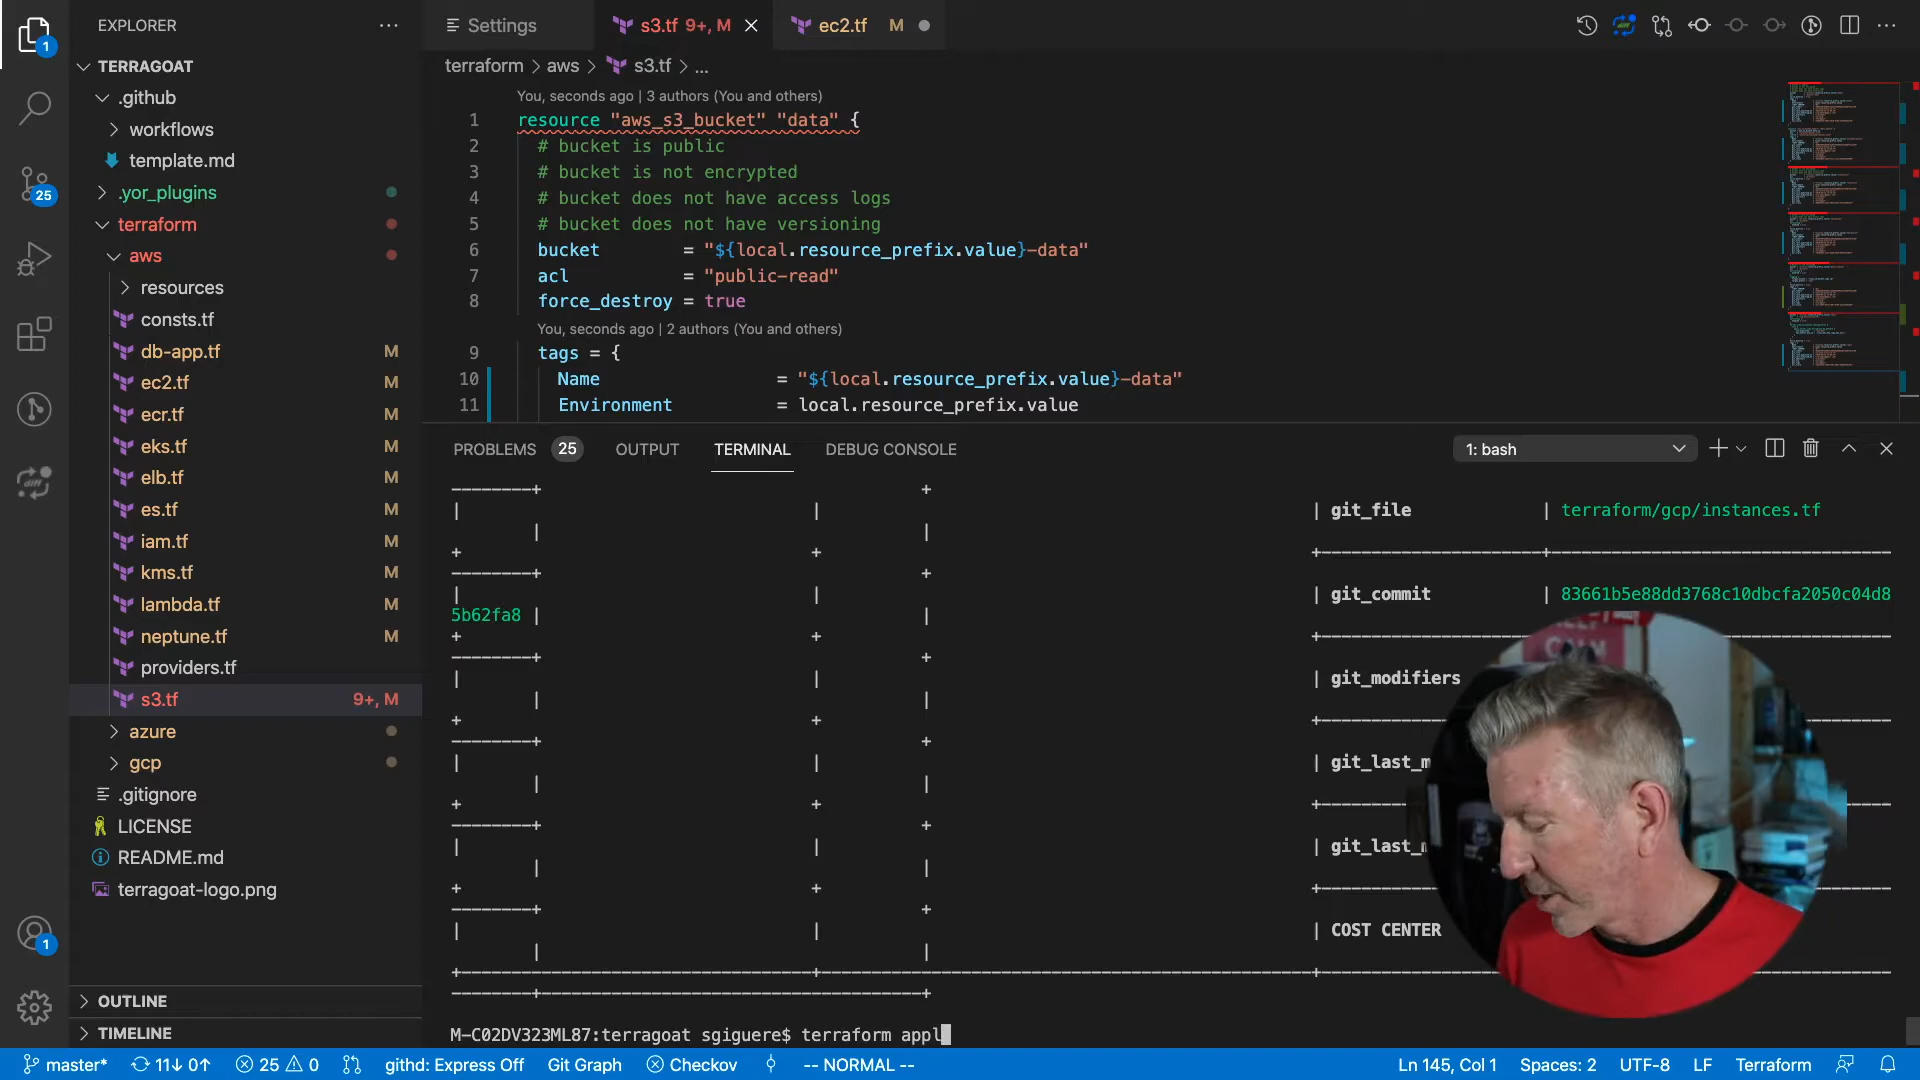 EXPLORER
TERRAGOAT
.github
workflows
template.md
.yor_plugins
terraform
aws
resources
consts.tf
db-app.tf M
ec2.tf M
ecr.tf M
eks.tf M
elb.tf M
es.tf M
iam.tf M
kms.tf M
lambda.tf M
neptune.tf M
providers.tf
s3.tf 9+, M
azure
gcp
.gitignore
LICENSE
README.md
terragoat-logo.png
OUTLINE
TIMELINE
1
25
1
Settings
s3.tf 9+, M
ec2.tf M
terraform > aws > s3.tf > ...
You, seconds ago | 3 authors (You and others)
1 resource "aws_s3_bucket" "data" {
2 # bucket is public
3 # bucket is not encrypted
4 # bucket does not have access logs
5 # bucket does not have versioning
6 bucket = "${local.resource_prefix.value}-data"
7 acl = "public-read"
8 force_destroy = true
You, seconds ago | 2 authors (You and others)
9 tags = {
10 Name = "${local.resource_prefix.value}-data"
11 Environment = local.resource_prefix.value
PROBLEMS 25 OUTPUT TERMINAL DEBUG CONSOLE
1: bash
| git_file | terraform/gcp/instances.tf
| git_commit | 83661b5e88dd3768c10dbcfa2050c04d8
5b62fa8 |
| git_modifiers
| git_last_m
| git_last_m
| COST CENTER
M-C02DV323ML87:terragoat sgiguere$ terraform appl
master* 11↓ 0↑ 25 0 githd: Express Off Git Graph Checkov -- NORMAL -- Ln 145, Col 1 Spaces: 2 UTF-8 LF Terraform